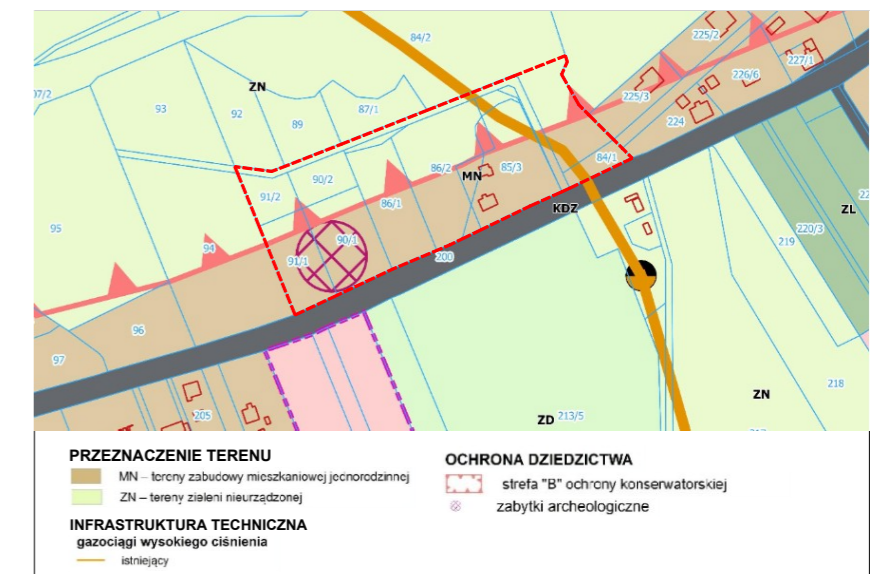 84/2
225/2
227/1
ZN
226/6
07/2
225/3
93
92
87/1
224
89
84/1
86/2
85/3
MN
90/2
91/2
86/1
KDZ
ZL
220/3
95
94
90/1
219
200
91/1
96
97
218
ZN
205
ZD 213/5
PRZEZNACZENIE TERENU
MN – tereny zabudowy mieszkaniowej jednorodzinnej
ZN – tereny zieleni nieurządzonej
INFRASTRUKTURA TECHNICZNA
gazociągi wysokiego ciśnienia
istniejący
OCHRONA DZIEDZICTWA
strefa "B" ochrony konserwatorskiej
zabytki archeologiczne